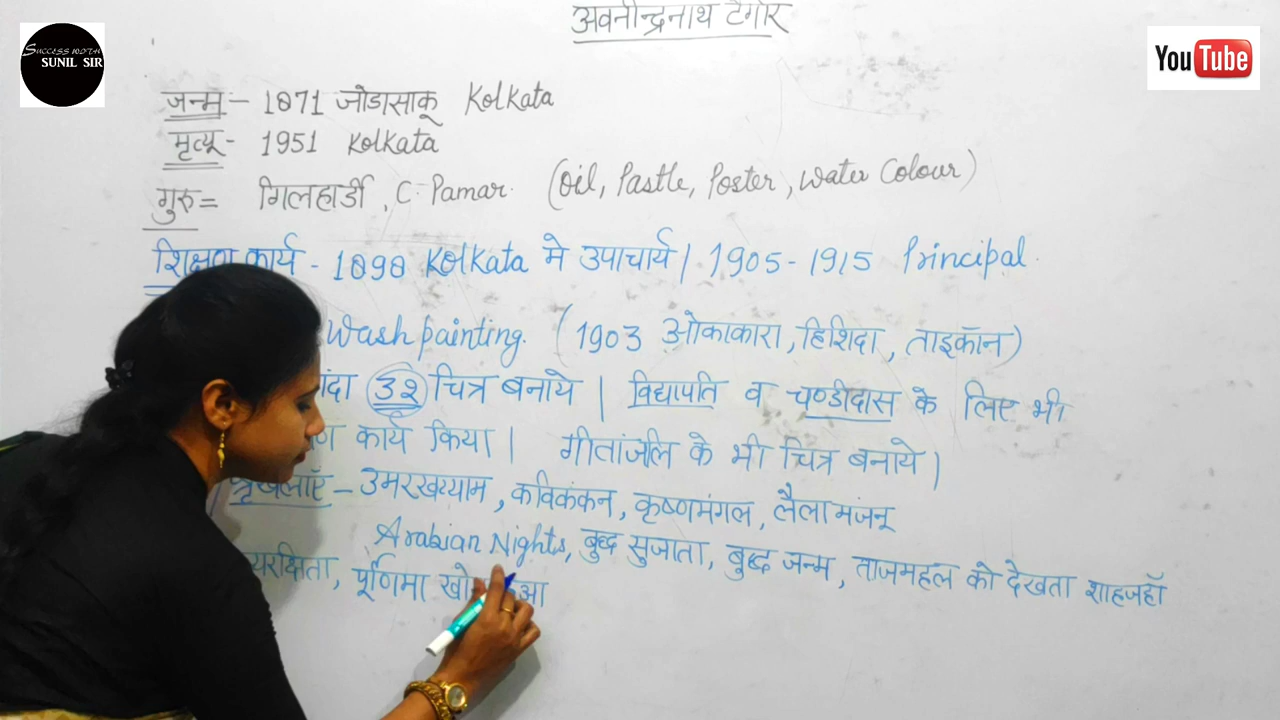 SUCCESS WITH
SUNIL SIR
YouTube
अवनीन्द्रनाथ टैगोर
जन्म - 1871 जोडासाकू Kolkata
मृत्यू - 1951 Kolkata
गुरु = गिलहार्डी, C. Pamar. (Oil, Pastle, Poster, Water Colour)
शिक्षण कार्य - 1898 Kolkata मे उपाचार्य | 1905-1915 Principal.
Wash painting. (1903 ओकाकारा, हिशिदा, ताइकॉन)
32 चित्र बनाये | विद्यापति व चण्डीदास के लिए भी
कार्य किया | गीतांजलि के भी चित्र बनाये |
श्रृंखलाएँ - उमरखय्याम, कविकंकन, कृष्णमंगल, लैला मंजनू
Arabian Nights, बुद्ध सुजाता, बुद्ध जन्म, ताजमहल को देखता शाहजहाँ
पूर्णिमा